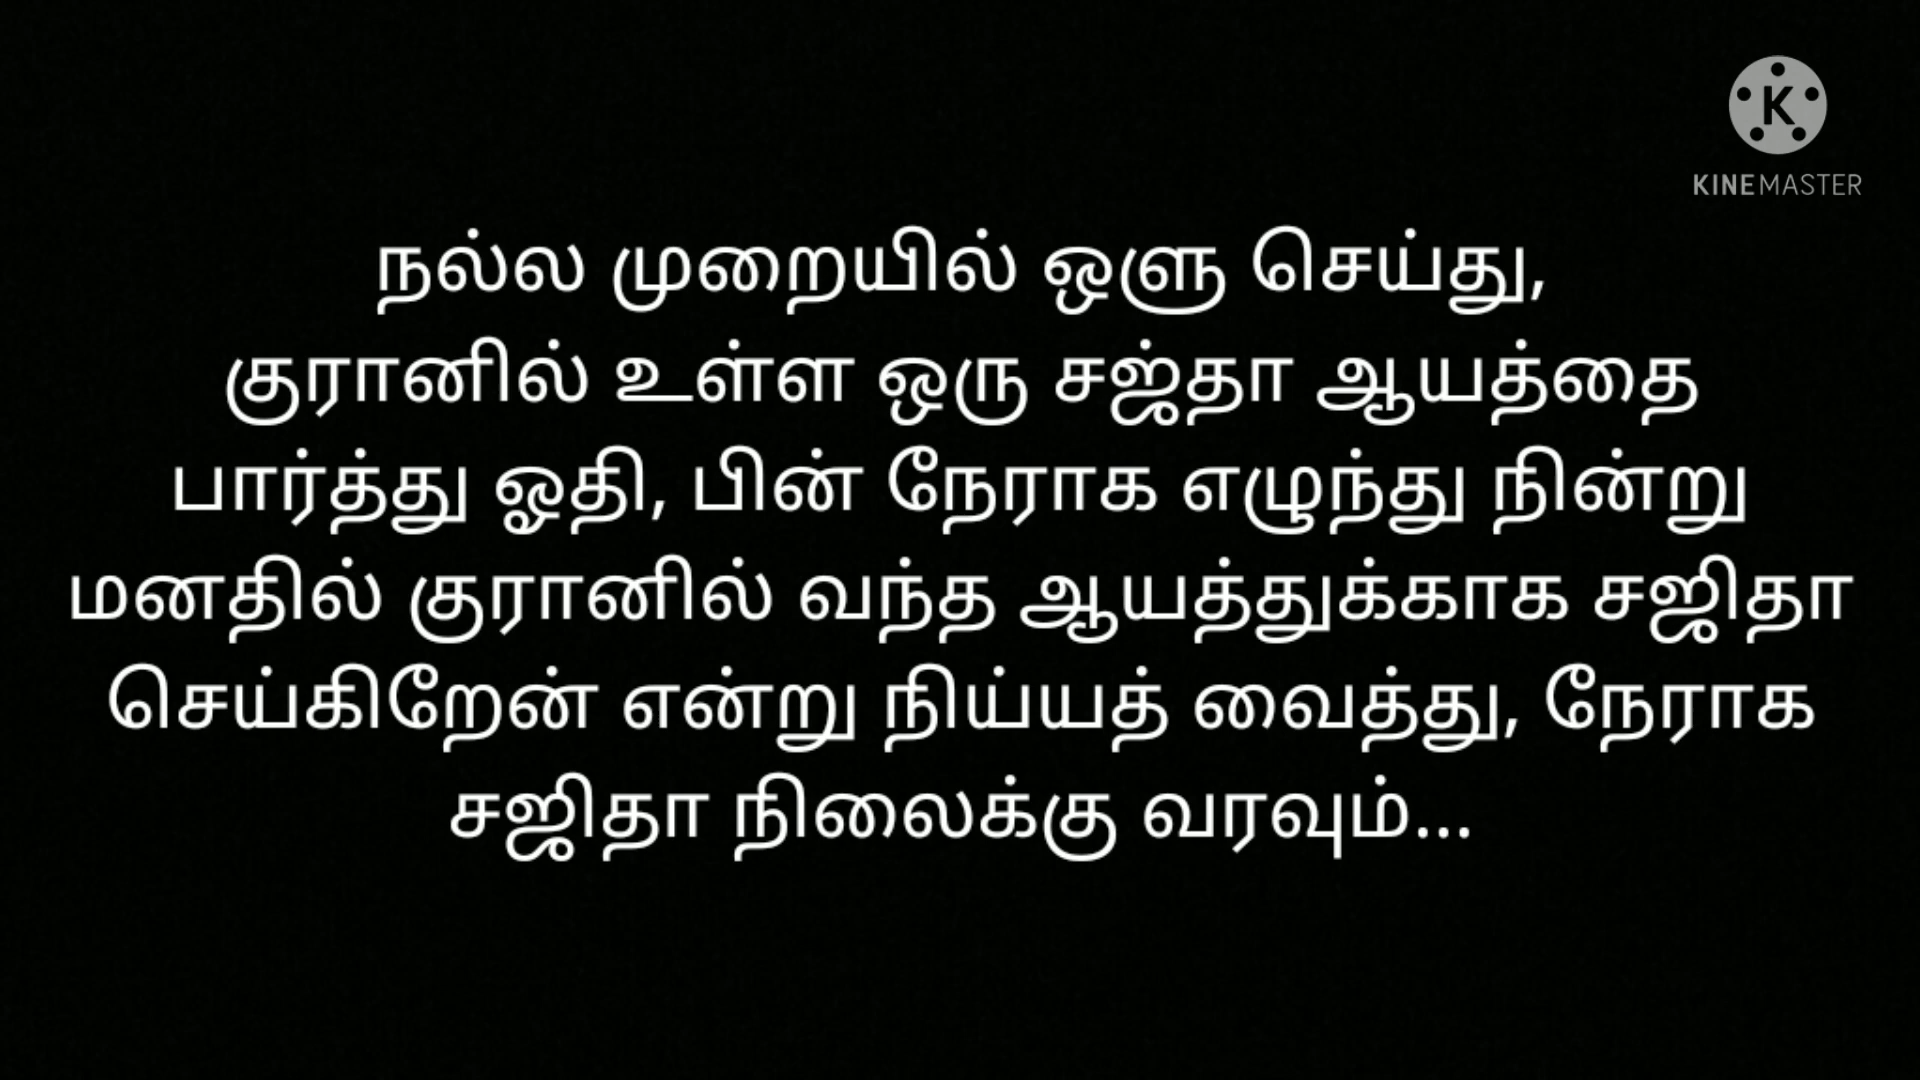 KINEMASTER
நல்ல முறையில் ஒளு செய்து,
குரானில் உள்ள ஒரு சஜ்தா ஆயத்தை
பார்த்து ஓதி, பின் நேராக எழுந்து நின்று
மனதில் குரானில் வந்த ஆயத்துக்காக சஜிதா
செய்கிறேன் என்று நிய்யத் வைத்து, நேராக
சஜிதா நிலைக்கு வரவும்...